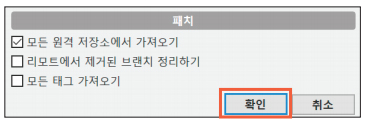 패치
모든 원격 저장소에서 가져오기
리모트에서 제거된 브랜치 정리하기
모든 태그 가져오기
확인 취소